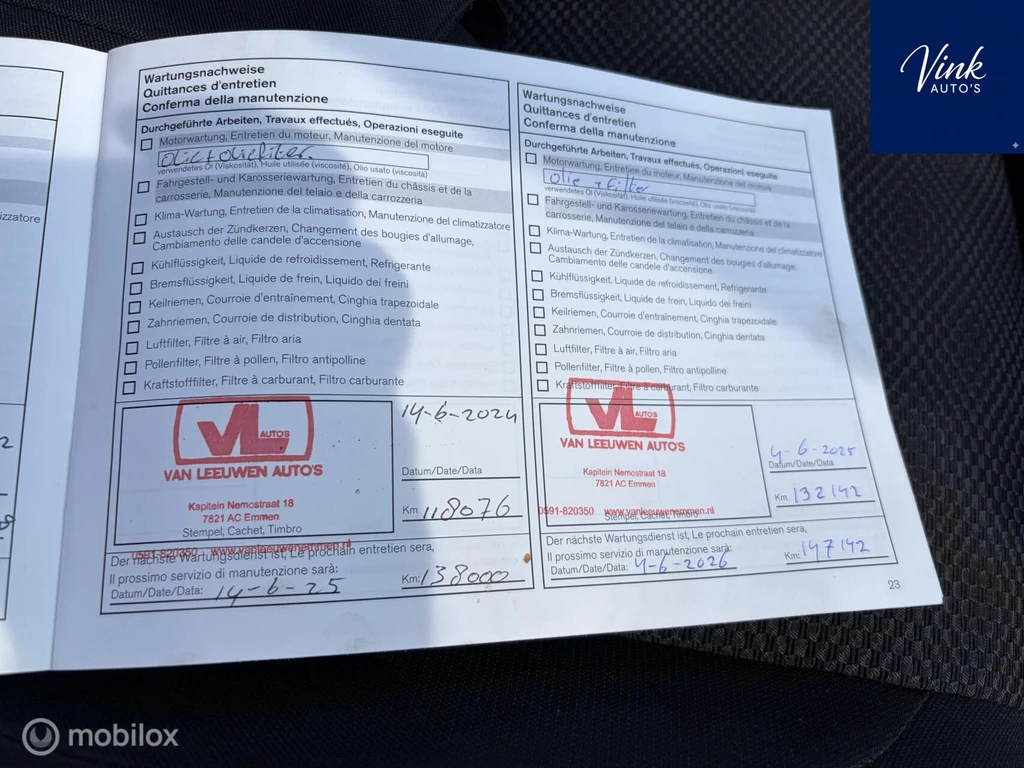 Vink
AUTO'S
izzatore
Wartungsnachweise
Quittances d'entretien
Conferma della manutenzione
Durchgeführte Arbeiten, Travaux effectués, Operazioni eseguite
Motorwartung, Entretien du moteur, Manutenzione del motore
verwendetes Öl (Viskosität), Huile utilisée (viscosité), Olio usato (viscosità)
Fahrgestell- und Karosseriewartung, Entretien du châssis et de la
carrosserie, Manutenzione del telaio e della carrozzeria
Klima-Wartung, Entretien de la climatisation, Manutenzione del climatizzatore
Austausch der Zündkerzen, Changement des bougies d'allumage,
Cambiamento delle candele d'accensione
Kühlflüssigkeit, Liquide de refroidissement, Refrigerante
Bremsflüssigkeit, Liquide de frein, Liquido dei freini
Keilriemen, Courroie d'entraînement, Cinghia trapezoidale
Zahnriemen, Courroie de distribution, Cinghia dentata
Luftfilter, Filtre à air, Filtro aria
Pollenfilter, Filtre à pollen, Filtro antipolline
Kraftstofffilter, Filtre à carburant, Filtro carburante
VL AUTO'S
VAN LEEUWEN AUTO'S
Kapitein Nemostraat 18
7821 AC Emmen
Stempel, Cachet, Timbro
0591-820350 www.vanleeuwenemmen.nl
14-6-2024
Datum/Date/Data
Km 118076
Der nächste Wartungsdienst ist, Le prochain entretien sera,
Il prossimo servizio di manutenzione sarà:
Datum/Date/Data: 14-6-25 Km: 138000
Wartungsnachweise
Quittances d'entretien
Conferma della manutenzione
Durchgeführte Arbeiten, Travaux effectués, Operazioni eseguite
Motorwartung, Entretien du moteur, Manutenzione del motore
olie + filter
verwendetes Öl (Viskosität), Huile utilisée (viscosité), Olio usato (viscosità)
Fahrgestell- und Karosseriewartung, Entretien du châssis et de la
carrosserie, Manutenzione del telaio e della carrozzeria
Klima-Wartung, Entretien de la climatisation, Manutenzione del climatizzatore
Austausch der Zündkerzen, Changement des bougies d'allumage,
Cambiamento delle candele d'accensione
Kühlflüssigkeit, Liquide de refroidissement, Refrigerante
Bremsflüssigkeit, Liquide de frein, Liquido dei freini
Keilriemen, Courroie d'entraînement, Cinghia trapezoidale
Zahnriemen, Courroie de distribution, Cinghia dentata
Luftfilter, Filtre à air, Filtro aria
Pollenfilter, Filtre à pollen, Filtro antipolline
Kraftstofffilter, Filtre à carburant, Filtro carburante
VL AUTO'S
VAN LEEUWEN AUTO'S
Kapitein Nemostraat 18
7821 AC Emmen
0591-820350 www.vanleeuwenemmen.nl
Stempel, Cachet, Timbro
4-6-2025
Datum/Date/Data
Km 132142
Der nächste Wartungsdienst ist, Le prochain entretien sera,
Il prossimo servizio di manutenzione sarà:
Datum/Date/Data: 4-6-2026 Km: 147142
23
mobilox